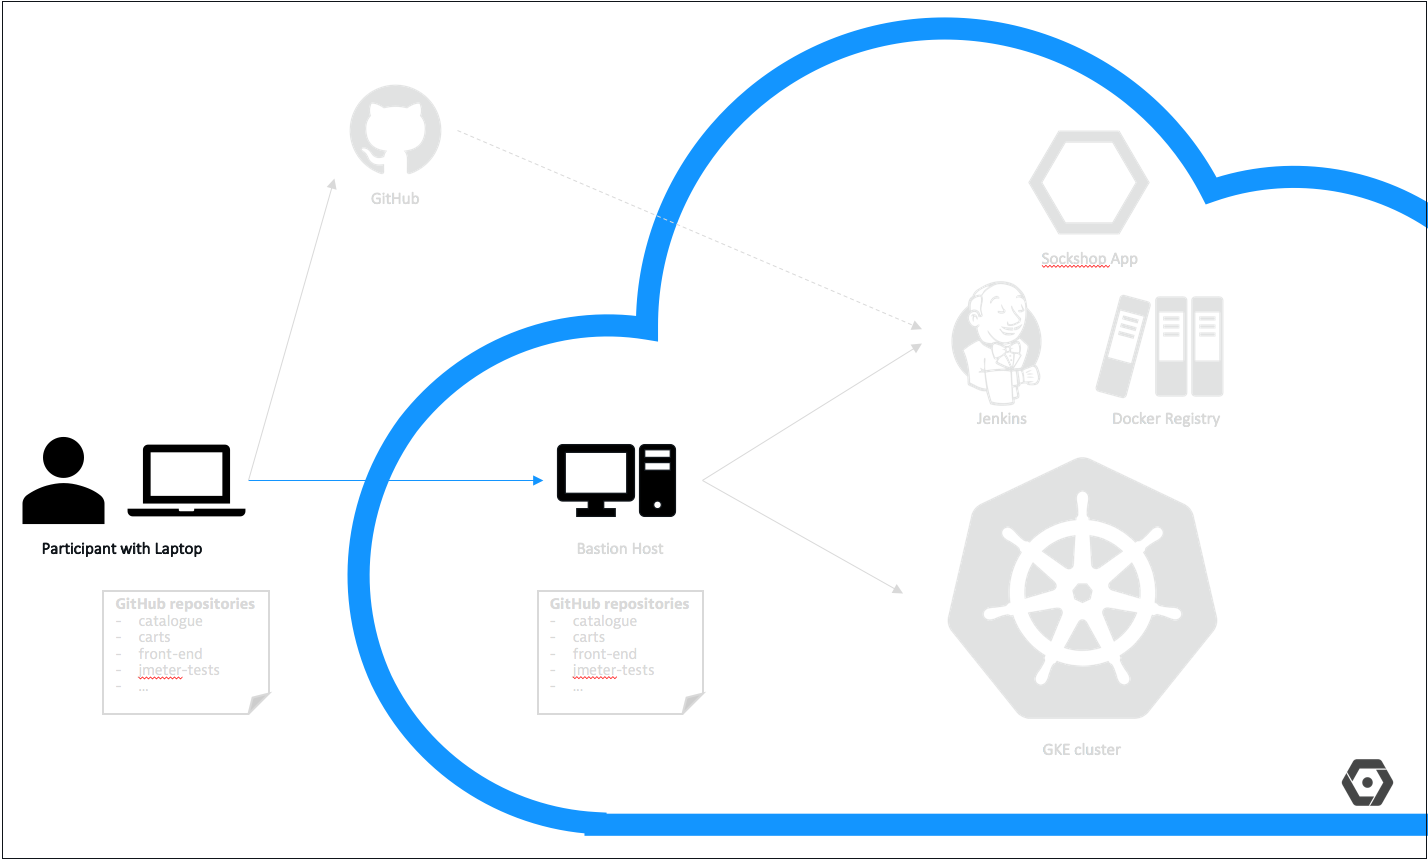 GitHub
Sockshop App
Jenkins
Docker Registry
Participant with Laptop
Bastion Host
GitHub repositories
- catalogue
- carts
- front-end
- jmeter-tests
- ...
GitHub repositories
- catalogue
- carts
- front-end
- jmeter-tests
- ...
GKE cluster